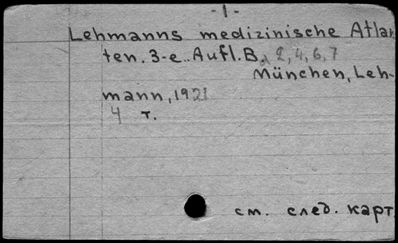 - 1 -
Lehmanns medizinische Atlan
ten. 3-e.. Aufl. Bd 2, 4, 6, 7
München, Leh-
mann, 1921
4 т.
см. след. карт